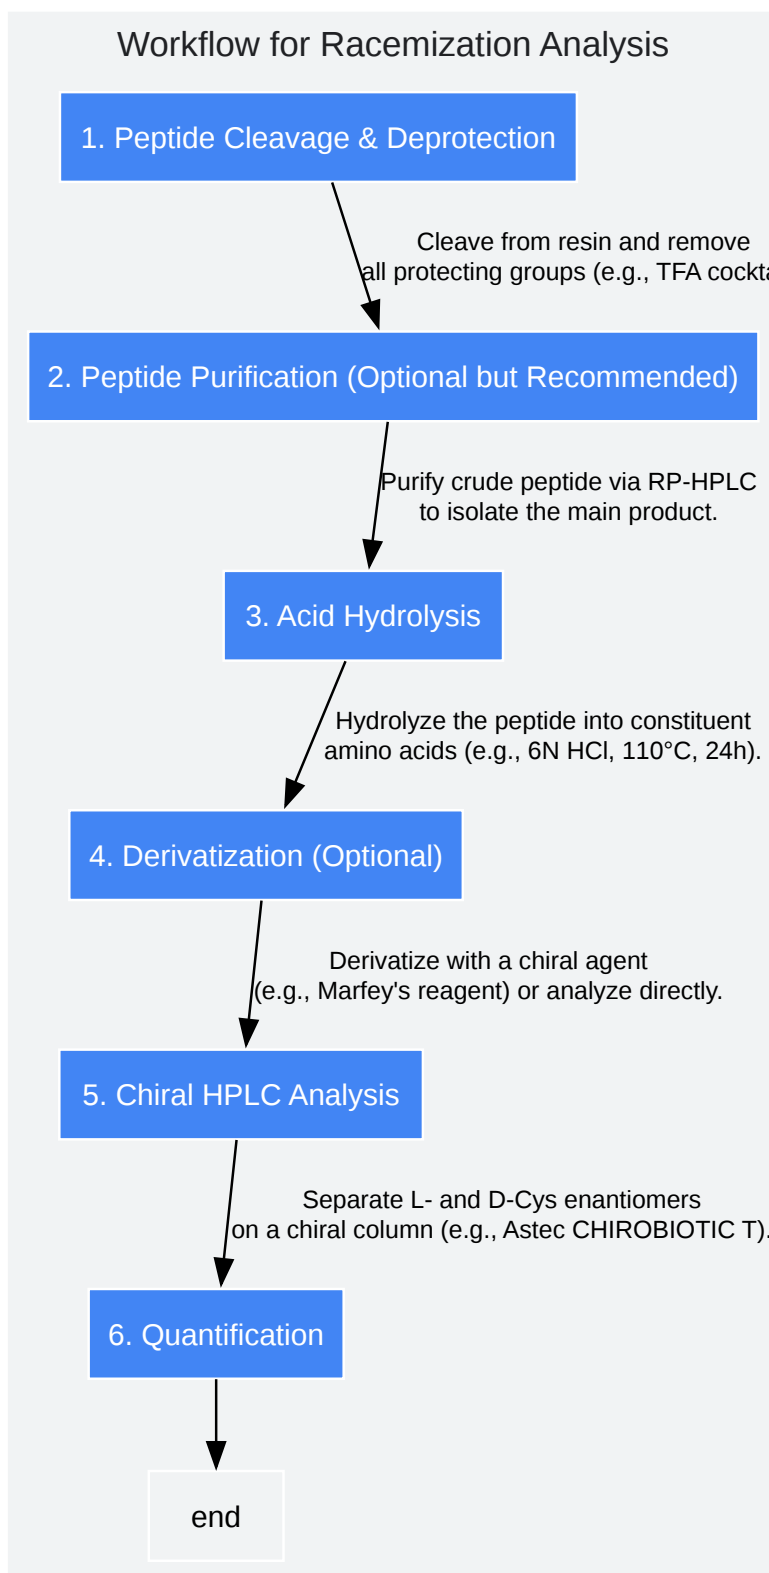 Workflow for Racemization Analysis
1. Peptide Cleavage & Deprotection
Cleave from resin and remove
all protecting groups (e.g., TFA
2. Peptide Purification (Optional but Recommended)
Purify crude peptide via RP-HPLC
to isolate the main product.
3. Acid Hydrolysis
Hydrolyze the peptide into constituent
amino acids (e.g., 6N HCl, 110°C, 24h).
4. Derivatization (Optional)
Derivatize with a chiral agent
(e.g., Marfey's reagent) or analyze directly.
5. Chiral HPLC Analysis
Separate L- and D-Cys enantiomers
on a chiral column (e.g., Astec CHIROBIOTIC T).
6. Quantification
end